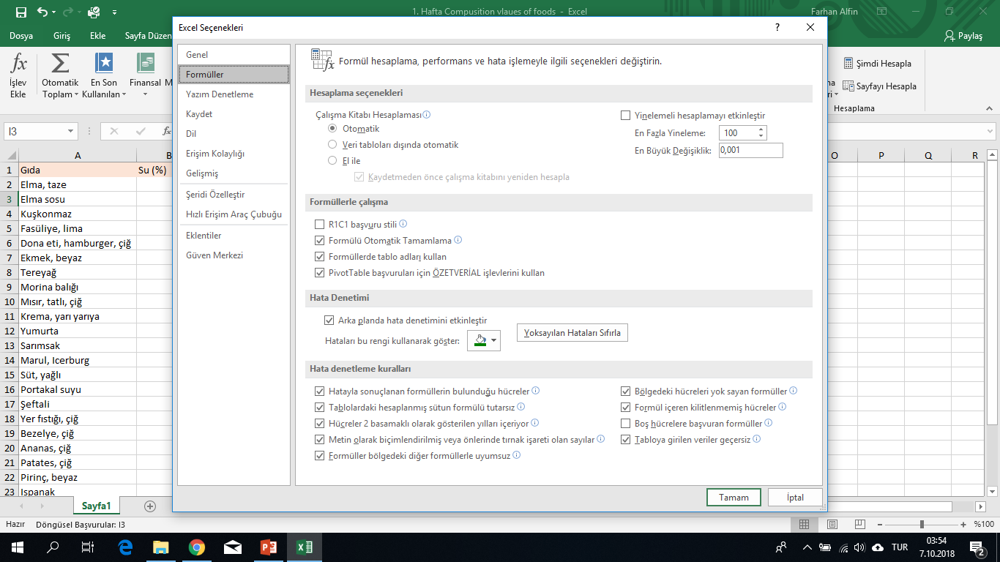 1. Hafta Compusition vlaues of foods - Excel
Farhan Alfin
Dosya
Giriş
Ekle
Sayfa Düzen
Paylaş
İşlev Ekle
Otomatik Toplam
En Son Kullanılan
Finansal
M
Şimdi Hesapla
Sayfayı Hesapla
Hesaplama
I3
fx
Excel Seçenekleri
?
Genel
Formüller
Yazım Denetleme
Kaydet
Dil
Erişim Kolaylığı
Gelişmiş
Şeridi Özelleştir
Hızlı Erişim Araç Çubuğu
Eklentiler
Güven Merkezi
Formül hesaplama, performans ve hata işlemeyle ilgili seçenekleri değiştirin.
Hesaplama seçenekleri
Çalışma Kitabı Hesaplaması
Otomatik
Veri tabloları dışında otomatik
El ile
Kaydetmeden önce çalışma kitabını yeniden hesapla
Yinelemeli hesaplamayı etkinleştir
En Fazla Yineleme: 100
En Büyük Değişiklik: 0,001
Formüllerle çalışma
R1C1 başvuru stili
Formülü Otomatik Tamamlama
Formüllerde tablo adları kullan
PivotTable başvuruları için ÖZETVERİAL işlevlerini kullan
Hata Denetimi
Arka planda hata denetimini etkinleştir
Hataları bu rengi kullanarak göster:
Yoksayılan Hataları Sıfırla
Hata denetleme kuralları
Hatayla sonuçlanan formüllerin bulunduğu hücreler
Tablolardaki hesaplanmış sütun formülü tutarsız
Hücreler 2 basamaklı olarak gösterilen yılları içeriyor
Metin olarak biçimlendirilmiş veya önlerinde tırnak işareti olan sayılar
Formüller bölgedeki diğer formüllerle uyumsuz
Bölgedeki hücreleri yok sayan formüller
Formül içeren kilitlenmemiş hücreler
Boş hücrelere başvuran formüller
Tabloya girilen veriler geçersiz
Tamam
İptal
A B O P Q R
1 Gıda Su (%)
2 Elma, taze
3 Elma sosu
4 Kuşkonmaz
5 Fasüliye, lima
6 Dona eti, hamburger, çiğ
7 Ekmek, beyaz
8 Tereyağ
9 Morina balığı
10 Mısır, tatlı, çiğ
11 Krema, yarı yarıya
12 Yumurta
13 Sarımsak
14 Marul, Icerburg
15 Süt, yağlı
16 Portakal suyu
17 Şeftali
18 Yer fıstığı, çiğ
19 Bezelye, çiğ
20 Ananas, çiğ
21 Patates, çiğ
22 Pirinç, beyaz
23 Ispanak
Sayfa1
Hazır
Döngüsel Başvurular: I3
%100
TUR
03:54
7.10.2018
2